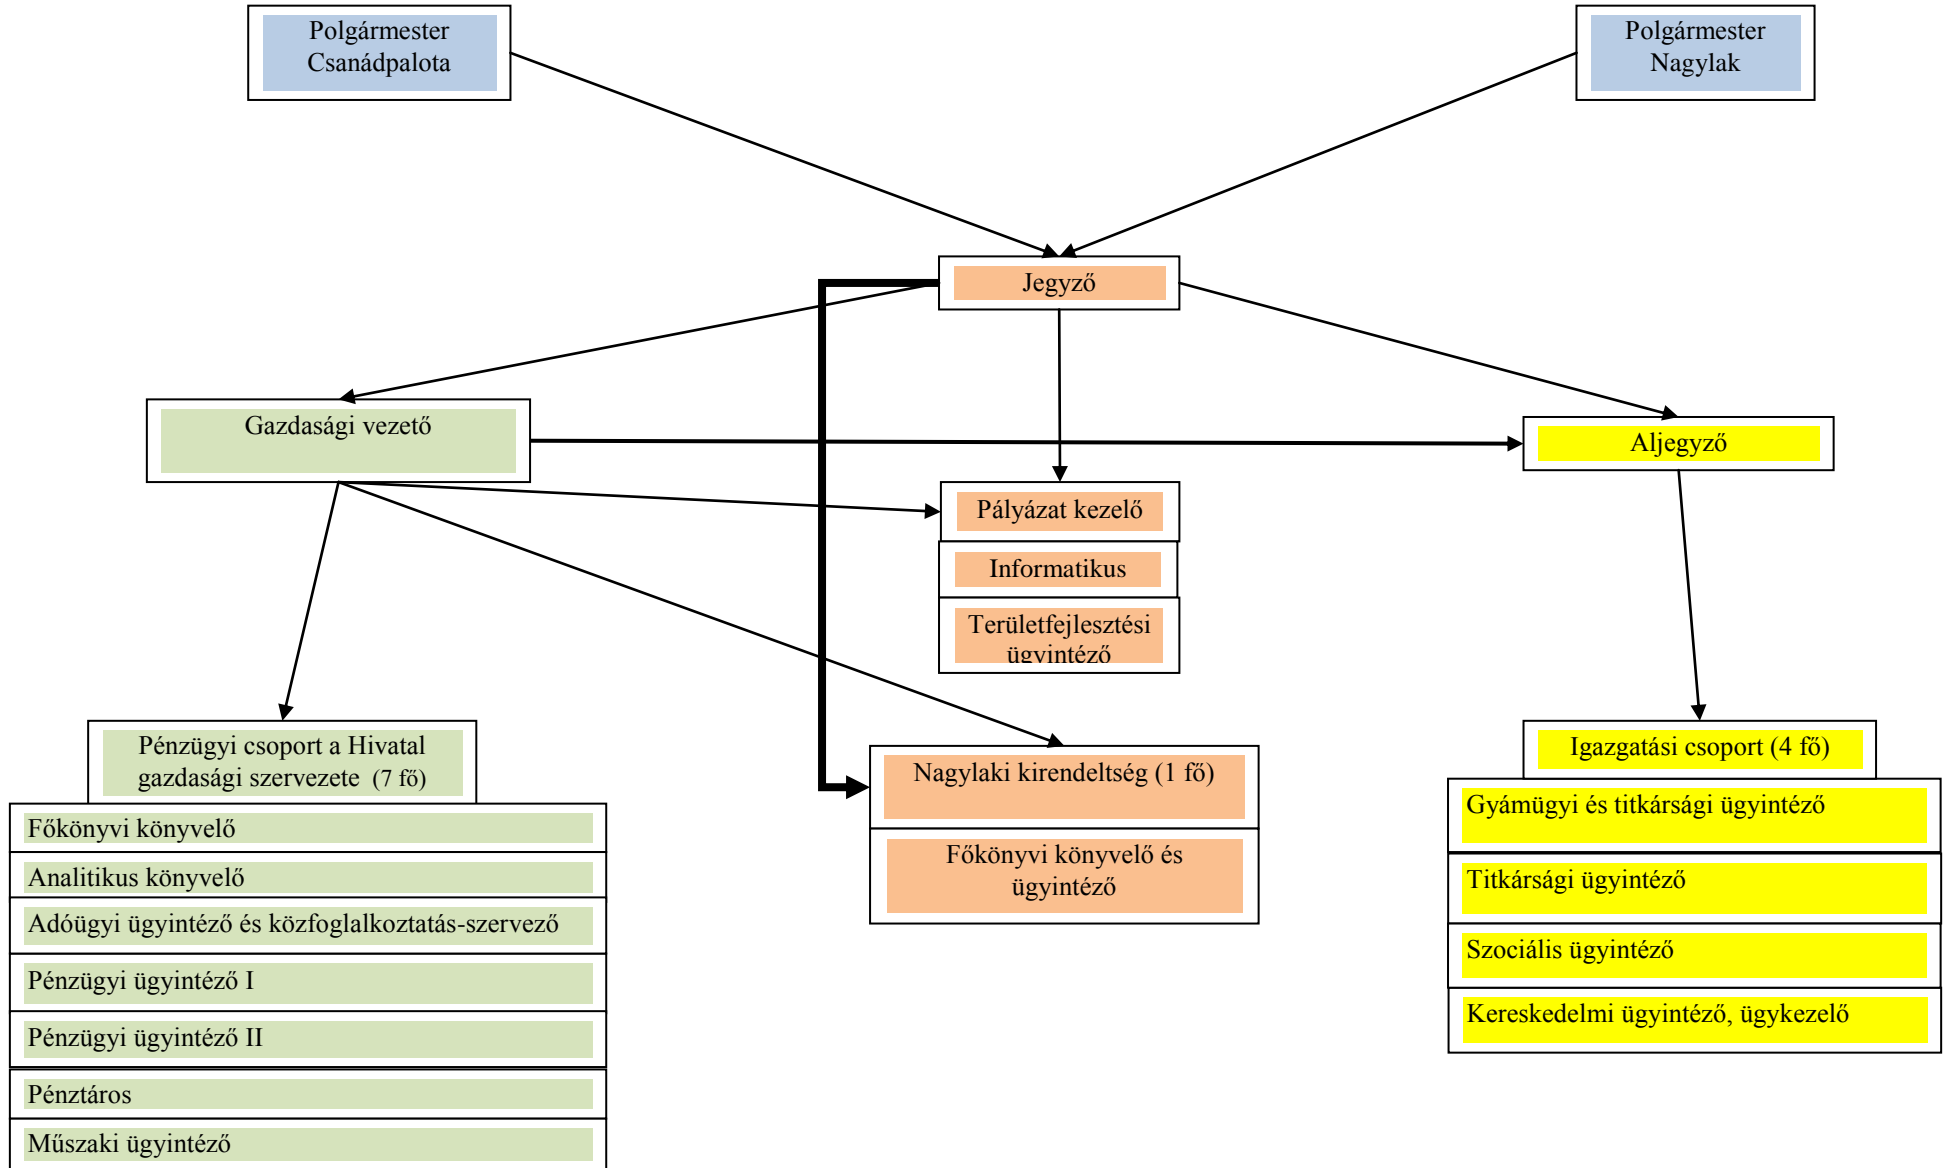 Polgármester
Csanádpalota
Polgármester
Nagylak
Jegyző
Gazdasági vezető
Aljegyző
Pályázat kezelő
Informatikus
Területfejlesztési
ügyintéző
Pénzügyi csoport a Hivatal
gazdasági szervezete (7 fő)
Főkönyvi könyvelő
Analitikus könyvelő
Adóügyi ügyintéző és közfoglalkoztatás-szervező
Pénzügyi ügyintéző I
Pénzügyi ügyintéző II
Pénztáros
Műszaki ügyintéző
Nagylaki kirendeltség (1 fő)
Főkönyvi könyvelő és
ügyintéző
Igazgatási csoport (4 fő)
Gyámügyi és titkársági ügyintéző
Titkársági ügyintéző
Szociális ügyintéző
Kereskedelmi ügyintéző, ügykezelő